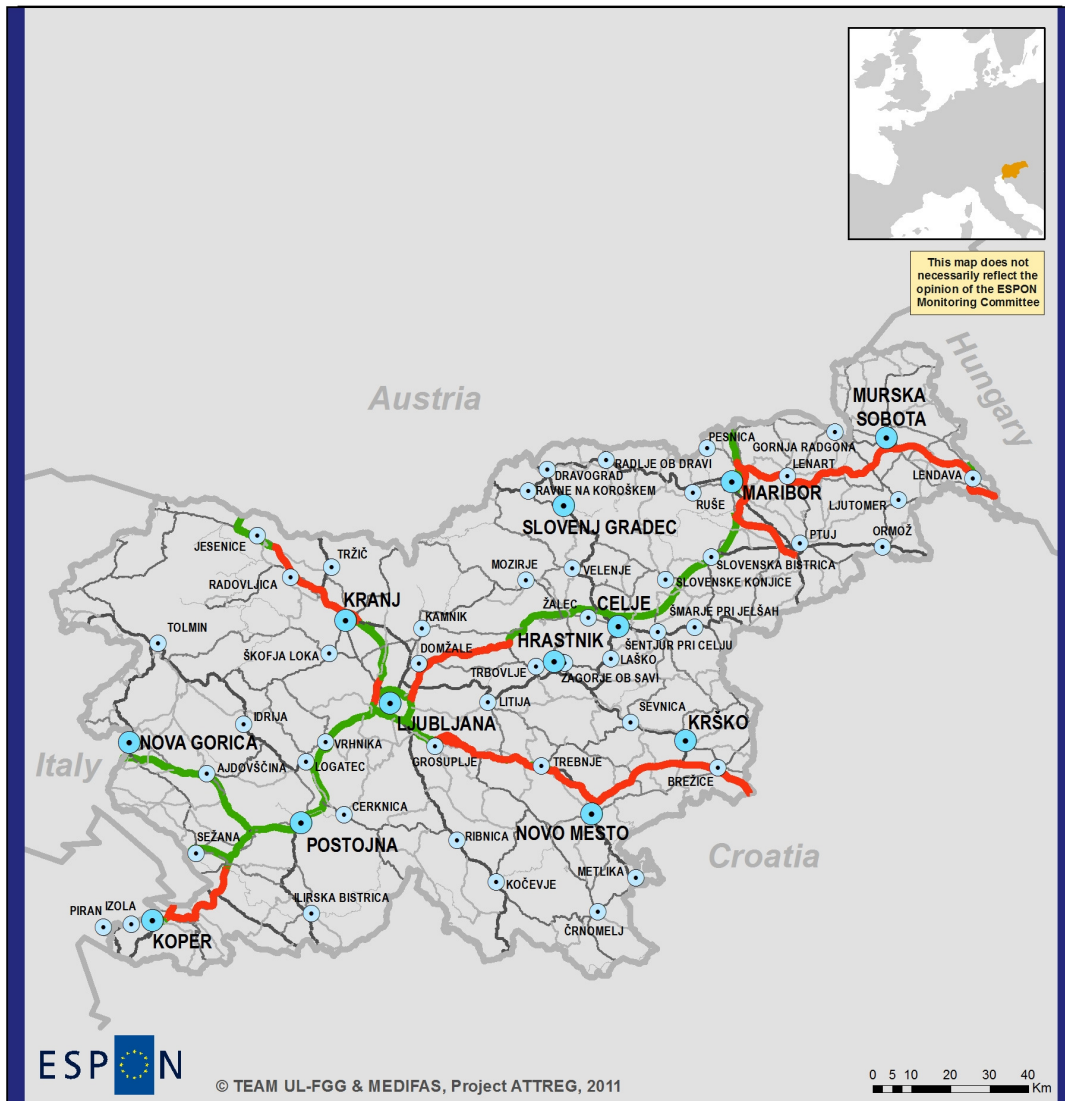 This map does not
necessarily reflect the
opinion of the ESPON
Monitoring Committee
Hungary
Austria
MURSKA
SOBOTA
PESNICA
GORNJA RADGONA
RADLJE OB DRAVI
LENART
DRAVOGRAD
LENDAVA
RAVNE NA KOROŠKEM
MARIBOR
RUŠE
LJUTOMER
SLOVENJ GRADEC
PTUJ
ORMOŽ
JESENICE
TRŽIČ
SLOVENSKA BISTRICA
MOZIRJE
VELENJE
SLOVENSKE KONJICE
RADOVLJICA
KRANJ
ŽALEC
CELJE
ŠMARJE PRI JELŠAH
KAMNIK
TOLMIN
HRASTNIK
ŠENTJUR PRI CELJU
DOMŽALE
ŠKOFJA LOKA
LAŠKO
TRBOVLJE
ZAGORJE OB SAVI
LITIJA
IDRIJA
LJUBLJANA
SEVNICA
KRŠKO
NOVA GORICA
VRHNIKA
Italy
GROSUPLJE
TREBNJE
LOGATEC
AJDOVŠČINA
BREŽICE
CERKNICA
NOVO MESTO
SEŽANA
POSTOJNA
RIBNICA
Croatia
METLIKA
KOČEVJE
ILIRSKA BISTRICA
PIRAN
IZOLA
ČRNOMELJ
KOPER
ESPON
© TEAM UL-FGG & MEDIFAS, Project ATTREG, 2011
0 5 10 20 30 40
Km